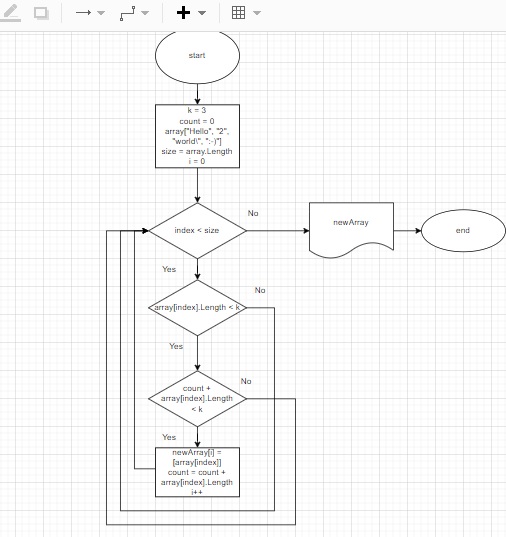 start
k = 3
count = 0
array["Hello", "2",
"world\", ":-)"]
size = array.Length
i = 0
index < size
No
newArray
end
Yes
array[index].Length < k
No
Yes
count +
array[index].Length
< k
No
Yes
newArray[i] =
[array[index]]
count = count +
array[index].Length
i++